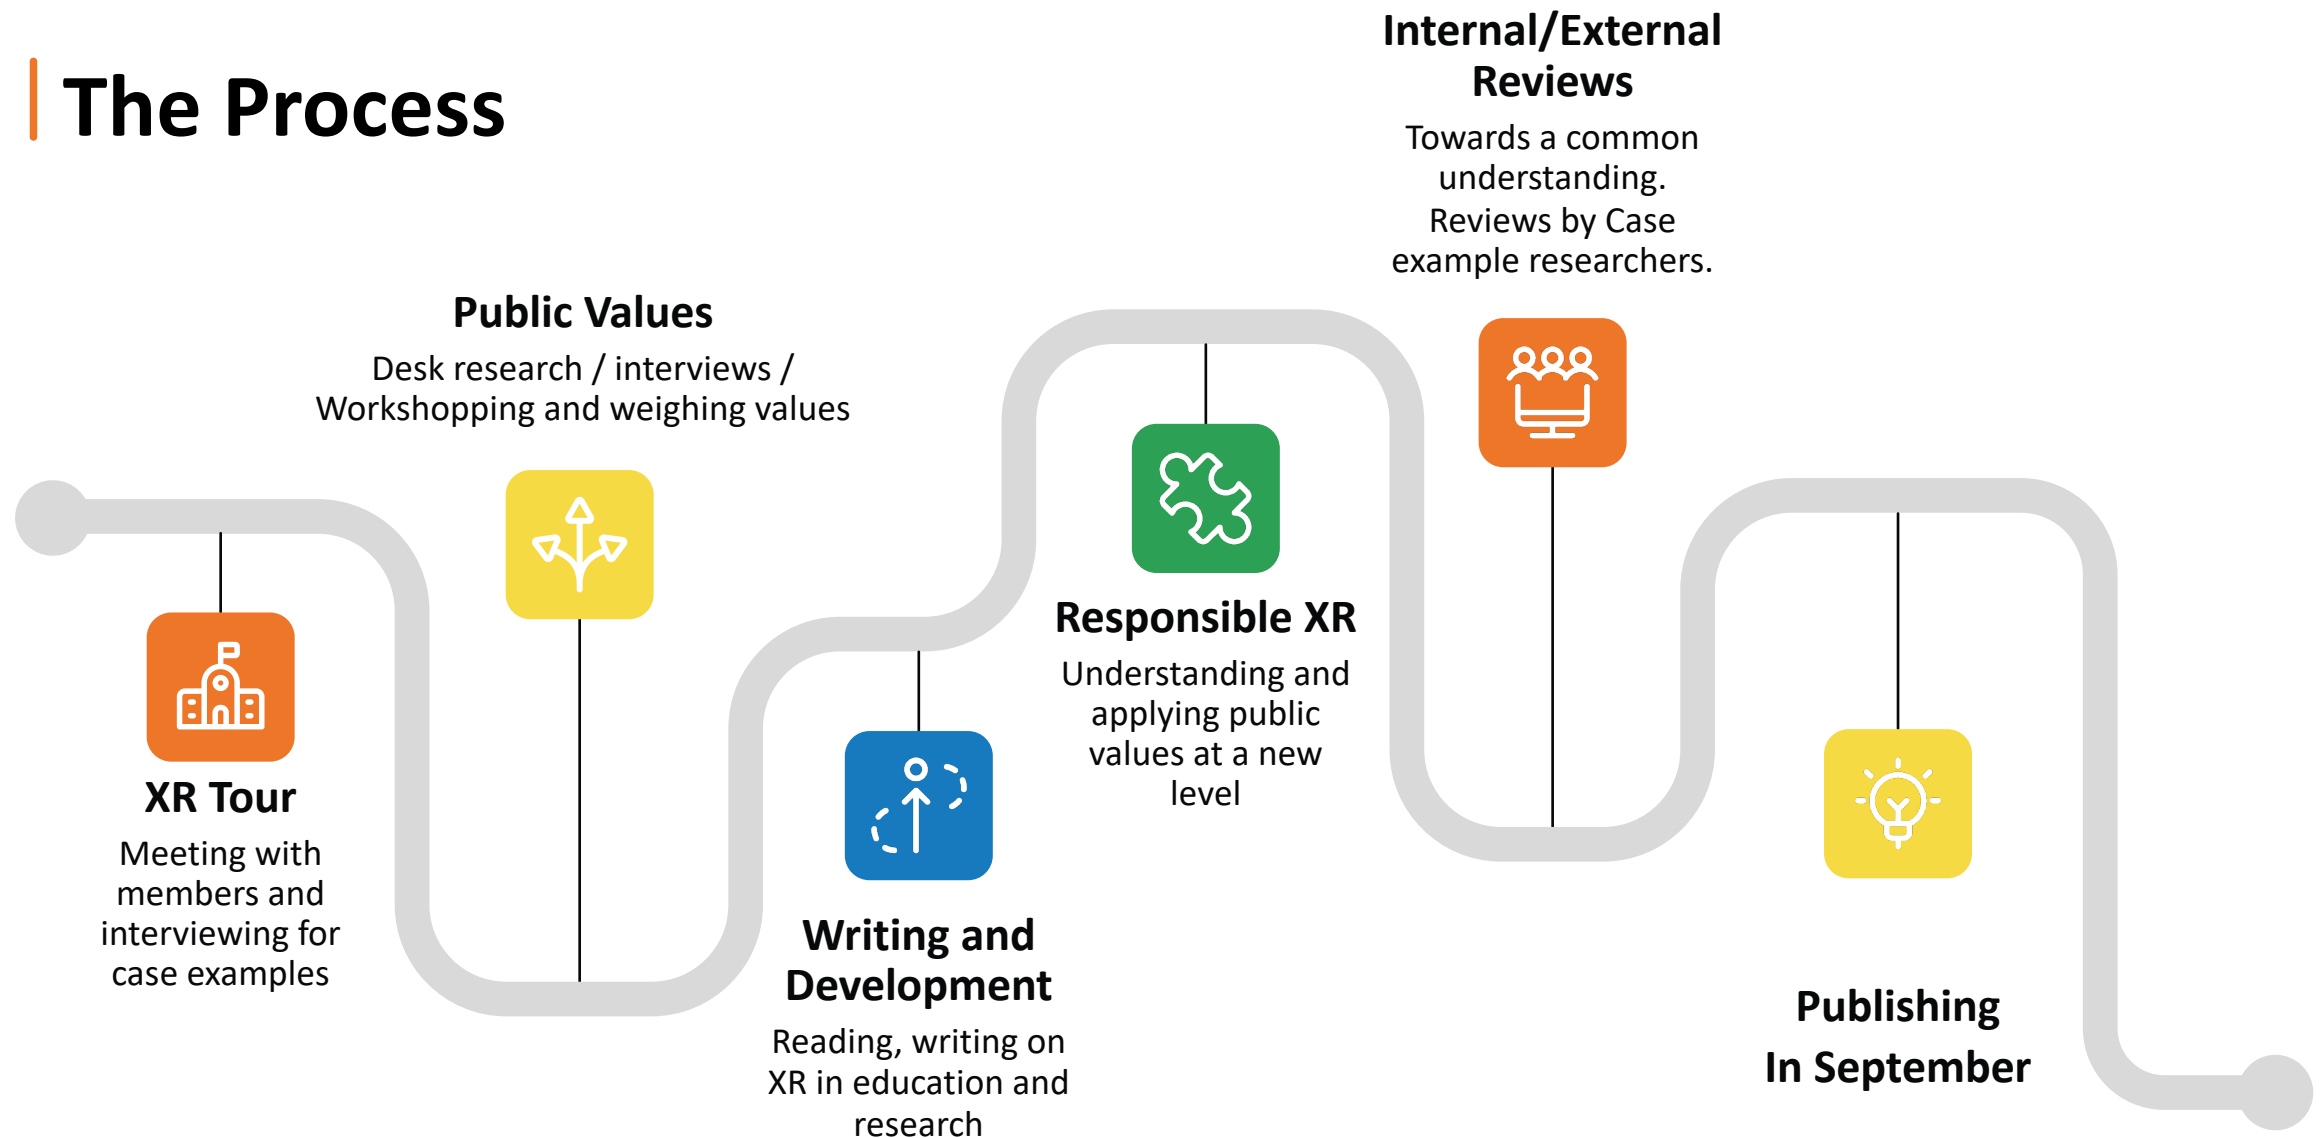 The Process
XR Tour
Meeting with
members and
interviewing for
case examples
Public Values
Desk research / interviews /
Workshopping and weighing values
Writing and
Development
Reading, writing on
XR in education and
research
Responsible XR
Understanding and
applying public
values at a new
level
Internal/External
Reviews
Towards a common
understanding.
Reviews by Case
example researchers.
Publishing
In September